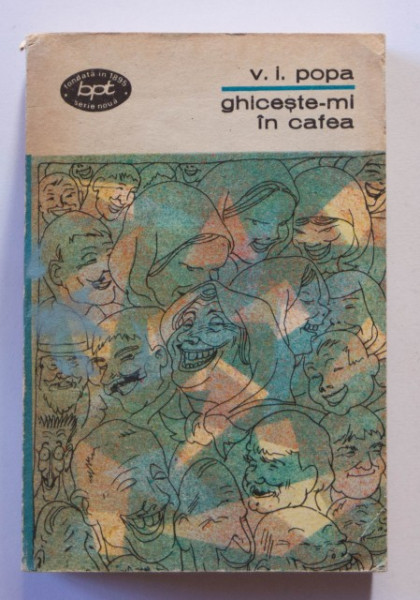 fondată în 1895
bpt
serie nouă
v. i. popa
ghicește-mi
în cafea